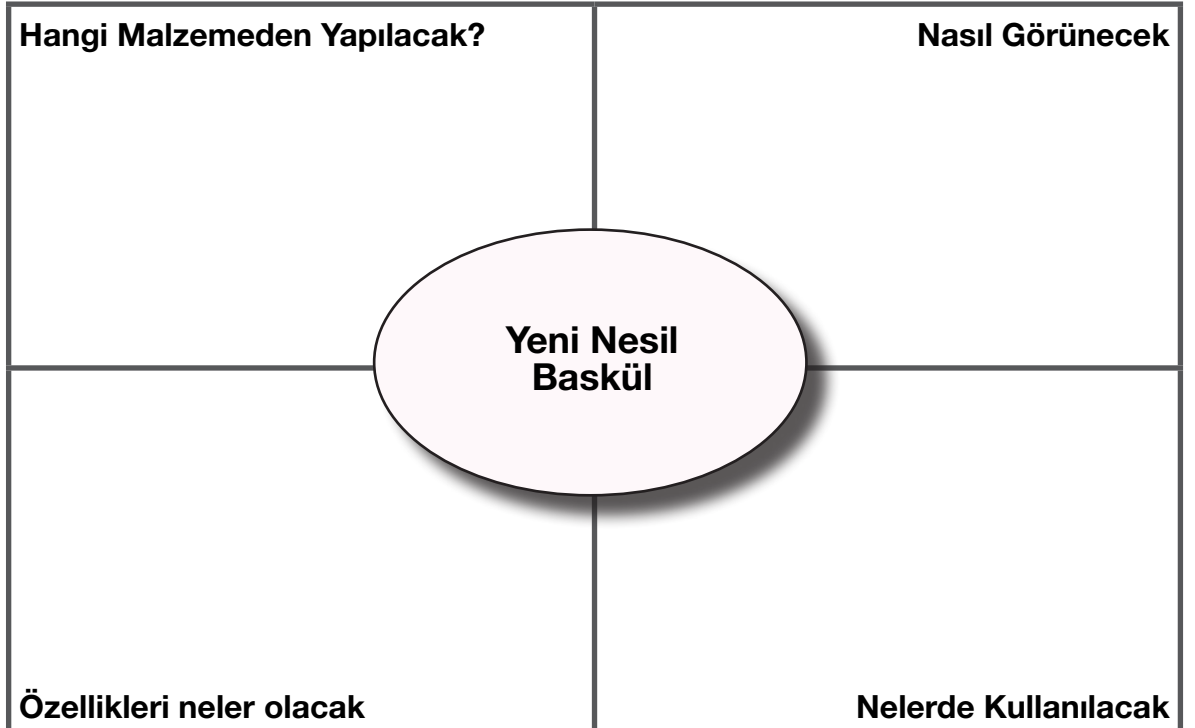 Hangi Malzemeden Yapılacak?
Nasıl Görünecek
Yeni Nesil
Baskül
Özellikleri neler olacak
Nelerde Kullanılacak